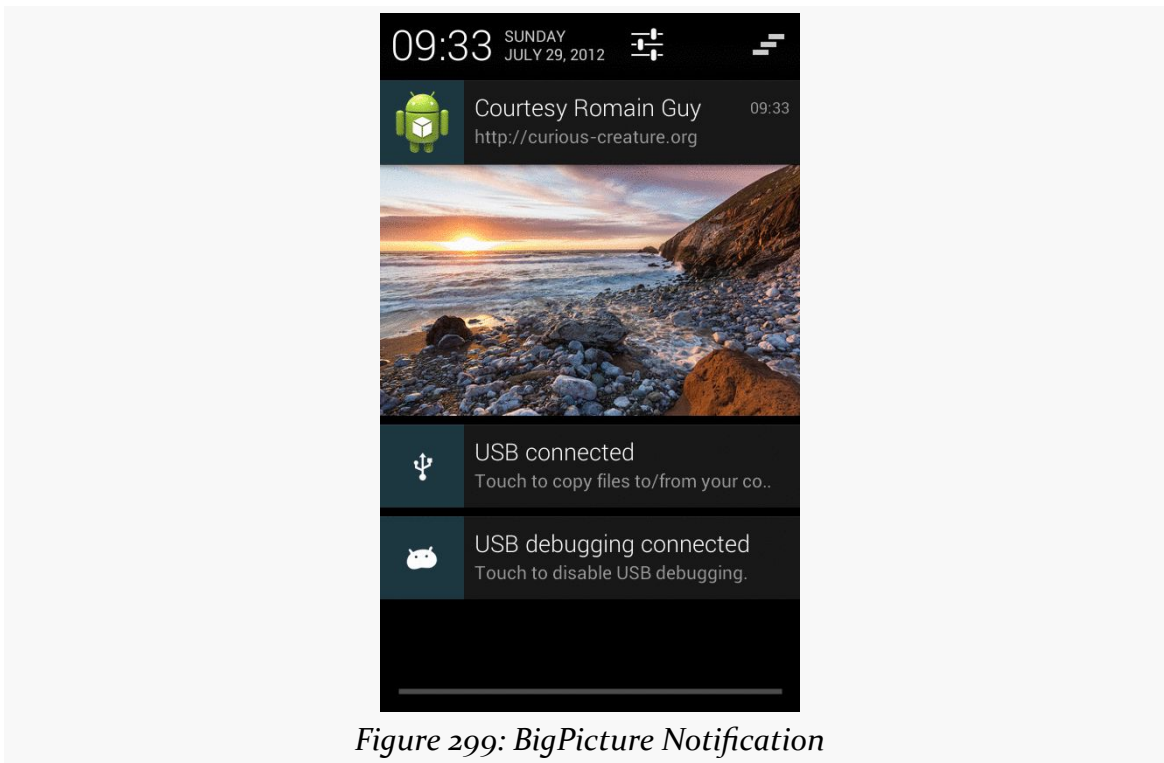 09:33 SUNDAY
JULY 29, 2012
Courtesy Romain Guy 09:33
http://curious-creature.org
USB connected
Touch to copy files to/from your co..
USB debugging connected
Touch to disable USB debugging.
Figure 299: BigPicture Notification